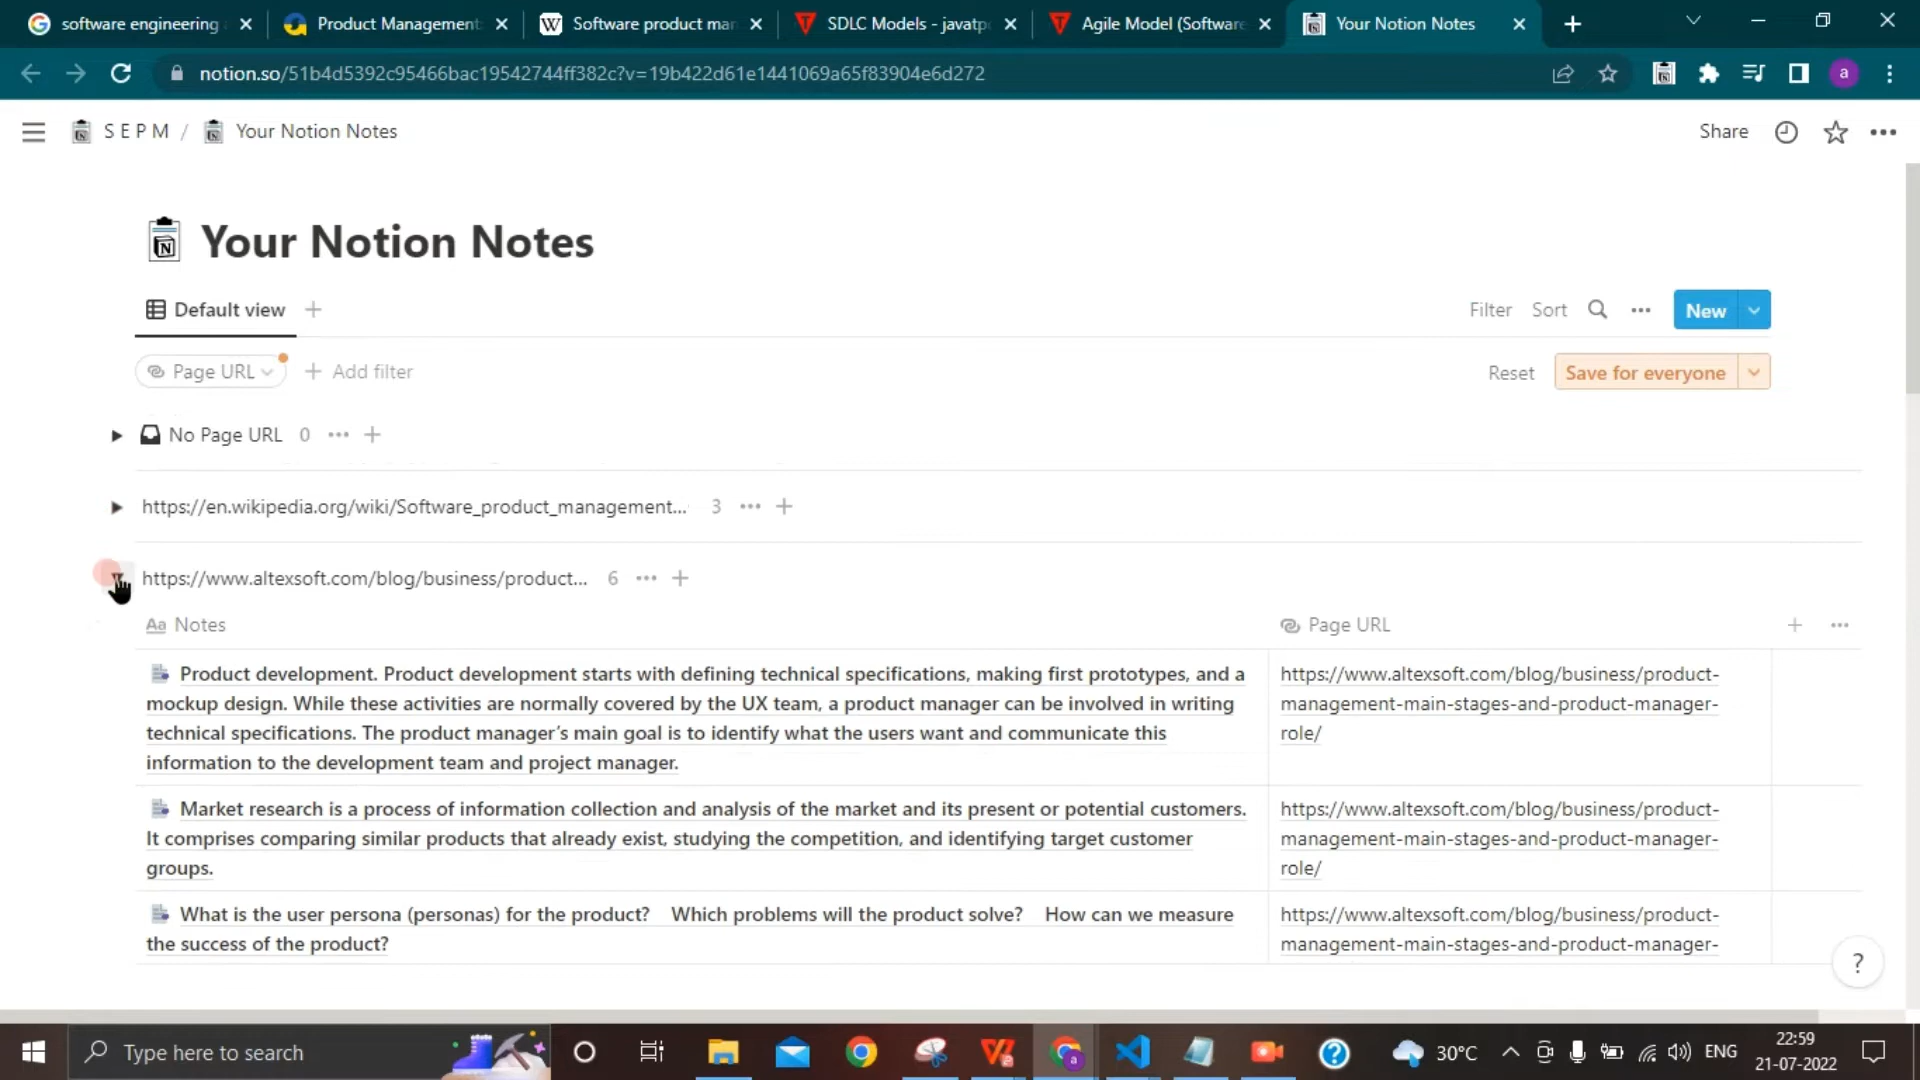 software engineering
Product Management
Software product man
SDLC Models - javatp
Agile Model (Software
Your Notion Notes
notion.so/51b4d5392c95466bac19542744ff382c?v=19b422d61e1441069a65f83904e6d272
a
S E P M / Your Notion Notes
Share
Your Notion Notes
Default view
Filter Sort
New
Page URL
Add filter
Reset
Save for everyone
No Page URL 0
https://en.wikipedia.org/wiki/Software_product_management... 3
https://www.altexsoft.com/blog/business/product... 6
Aa Notes
Page URL
Product development. Product development starts with defining technical specifications, making first prototypes, and a
mockup design. While these activities are normally covered by the UX team, a product manager can be involved in writing
technical specifications. The product manager’s main goal is to identify what the users want and communicate this
information to the development team and project manager.
https://www.altexsoft.com/blog/business/product-
management-main-stages-and-product-manager-
role/
Market research is a process of information collection and analysis of the market and its present or potential customers.
It comprises comparing similar products that already exist, studying the competition, and identifying target customer
groups.
https://www.altexsoft.com/blog/business/product-
management-main-stages-and-product-manager-
role/
What is the user persona (personas) for the product? Which problems will the product solve? How can we measure
the success of the product?
https://www.altexsoft.com/blog/business/product-
management-main-stages-and-product-manager-
?
Type here to search
30°C
ENG
22:59
21-07-2022